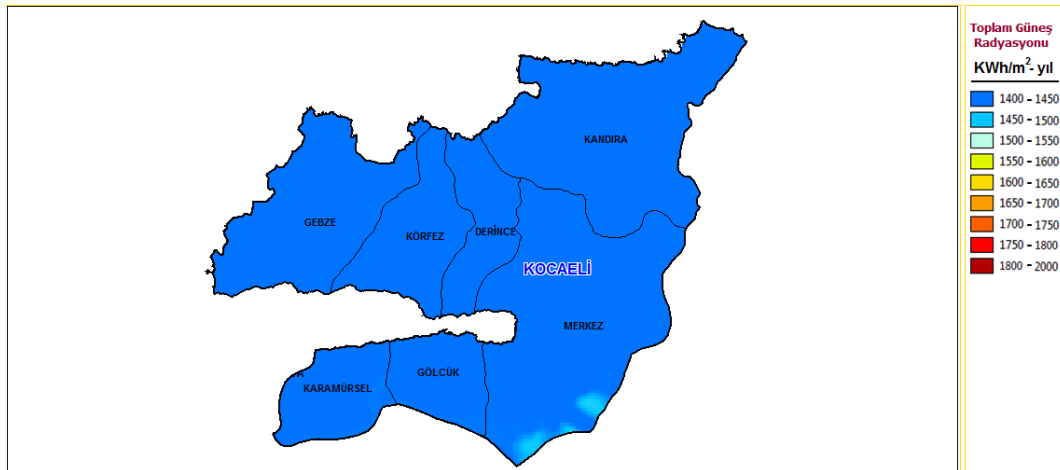 KANDIRA
GEBZE
KÖRFEZ
DERİNCE
KOCAELİ
MERKEZ
GÖLCÜK
A
KARAMÜRSEL
Toplam Güneş
Radyasyonu
KWh/m²- yıl
1400 - 1450
1450 - 1500
1500 - 1550
1550 - 1600
1600 - 1650
1650 - 1700
1700 - 1750
1750 - 1800
1800 - 2000